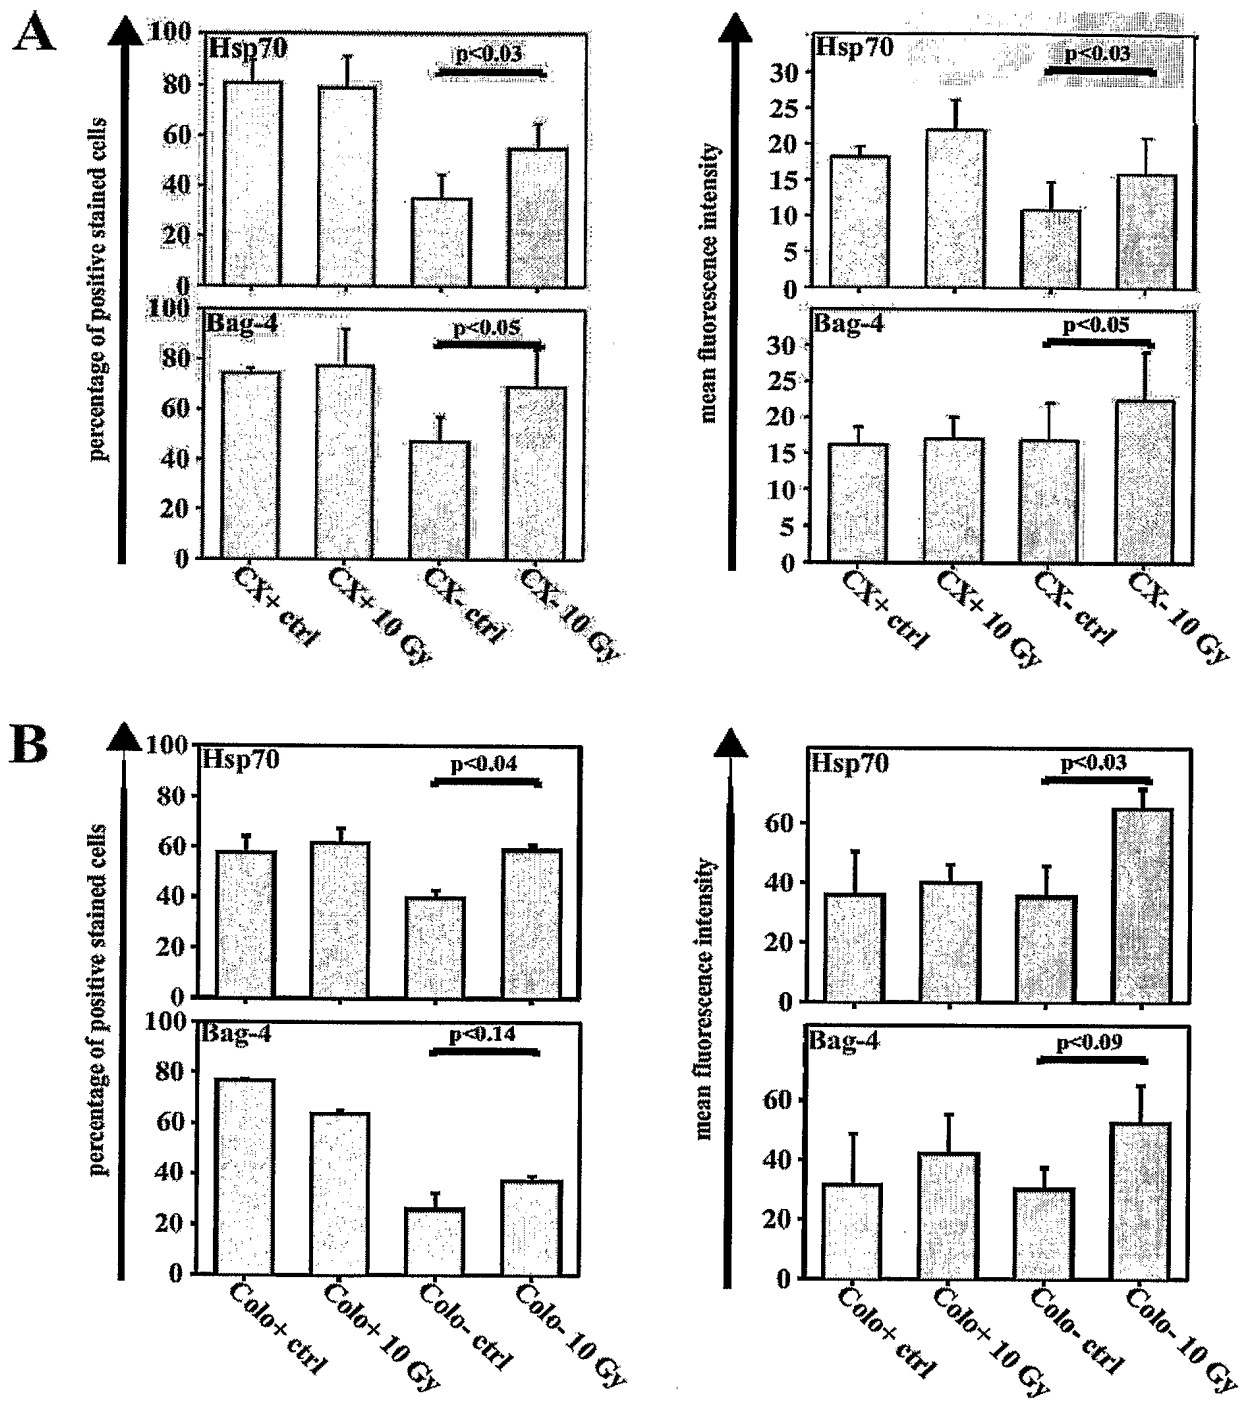 A
percentage of positive stained cells
100
80
60
40
20
0
Hsp70
p<0.03
100
80
60
40
20
0
Bag-4
p<0.05
CX+ ctrl
CX+ 10 Gy
CX- ctrl
CX- 10 Gy
mean fluorescence intensity
30
25
20
15
10
5
0
Hsp70
p<0.03
30
25
20
15
10
5
0
Bag-4
p<0.05
CX+ ctrl
CX+ 10 Gy
CX- ctrl
CX- 10 Gy
B
percentage of positive stained cells
100
80
60
40
20
0
Hsp70
p<0.04
100
80
60
40
20
0
Bag-4
p<0.14
Colo+ ctrl
Colo+ 10 Gy
Colo- ctrl
Colo- 10 Gy
mean fluorescence intensity
60
40
20
0
Hsp70
p<0.03
60
40
20
0
Bag-4
p<0.09
Colo+ ctrl
Colo+ 10 Gy
Colo- ctrl
Colo- 10 Gy